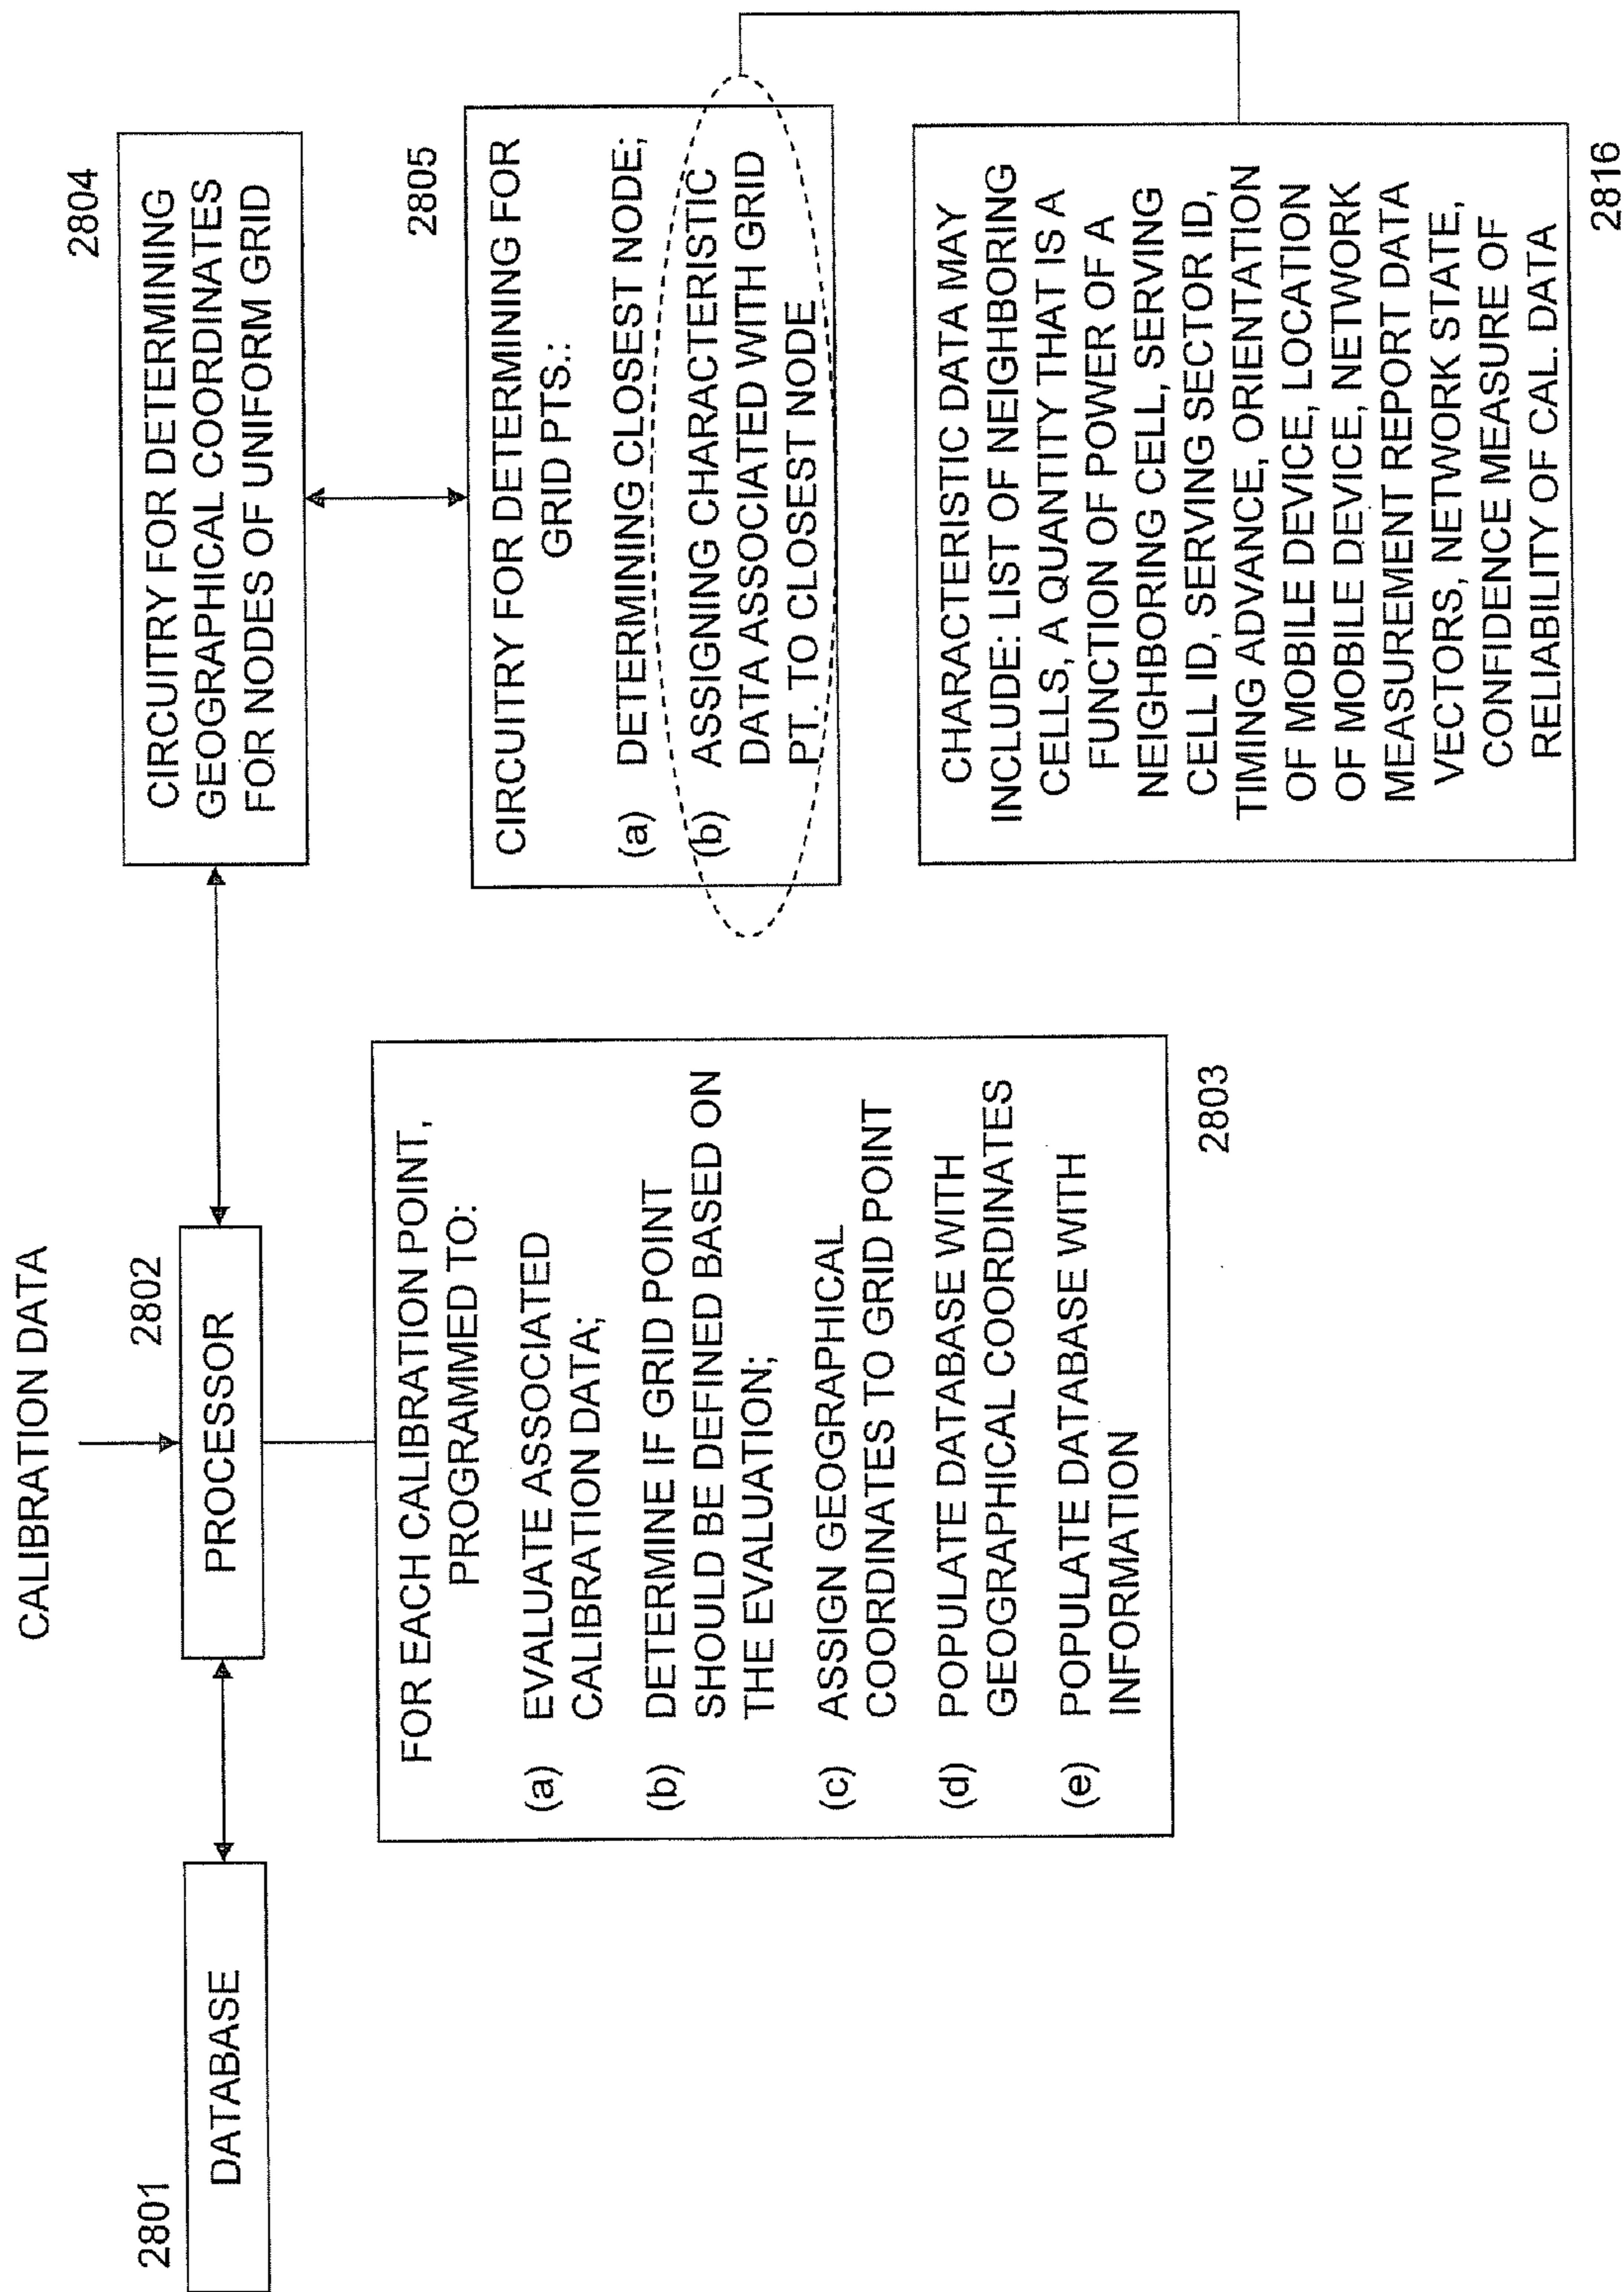 CALIBRATION DATA
2801
DATABASE
2802
PROCESSOR
2804
CIRCUITRY FOR DETERMINING
GEOGRAPHICAL COORDINATES
FOR NODES OF UNIFORM GRID
FOR EACH CALIBRATION POINT,
PROGRAMMED TO:
(a) EVALUATE ASSOCIATED
CALIBRATION DATA;
(b) DETERMINE IF GRID POINT
SHOULD BE DEFINED BASED ON
THE EVALUATION;
(c) ASSIGN GEOGRAPHICAL
COORDINATES TO GRID POINT
(d) POPULATE DATABASE WITH
GEOGRAPHICAL COORDINATES
(e) POPULATE DATABASE WITH
INFORMATION
2803
2805
CIRCUITRY FOR DETERMINING FOR
GRID PTS.:
(a) DETERMINING CLOSEST NODE;
(b) ASSIGNING CHARACTERISTIC
DATA ASSOCIATED WITH GRID
PT. TO CLOSEST NODE
CHARACTERISTIC DATA MAY
INCLUDE: LIST OF NEIGHBORING
CELLS, A QUANTITY THAT IS A
FUNCTION OF POWER OF A
NEIGHBORING CELL, SERVING
CELL ID, SERVING SECTOR ID,
TIMING ADVANCE, ORIENTATION
OF MOBILE DEVICE, LOCATION
OF MOBILE DEVICE, NETWORK
MEASUREMENT REPORT DATA
VECTORS, NETWORK STATE,
CONFIDENCE MEASURE OF
RELIABILITY OF CAL. DATA
2816